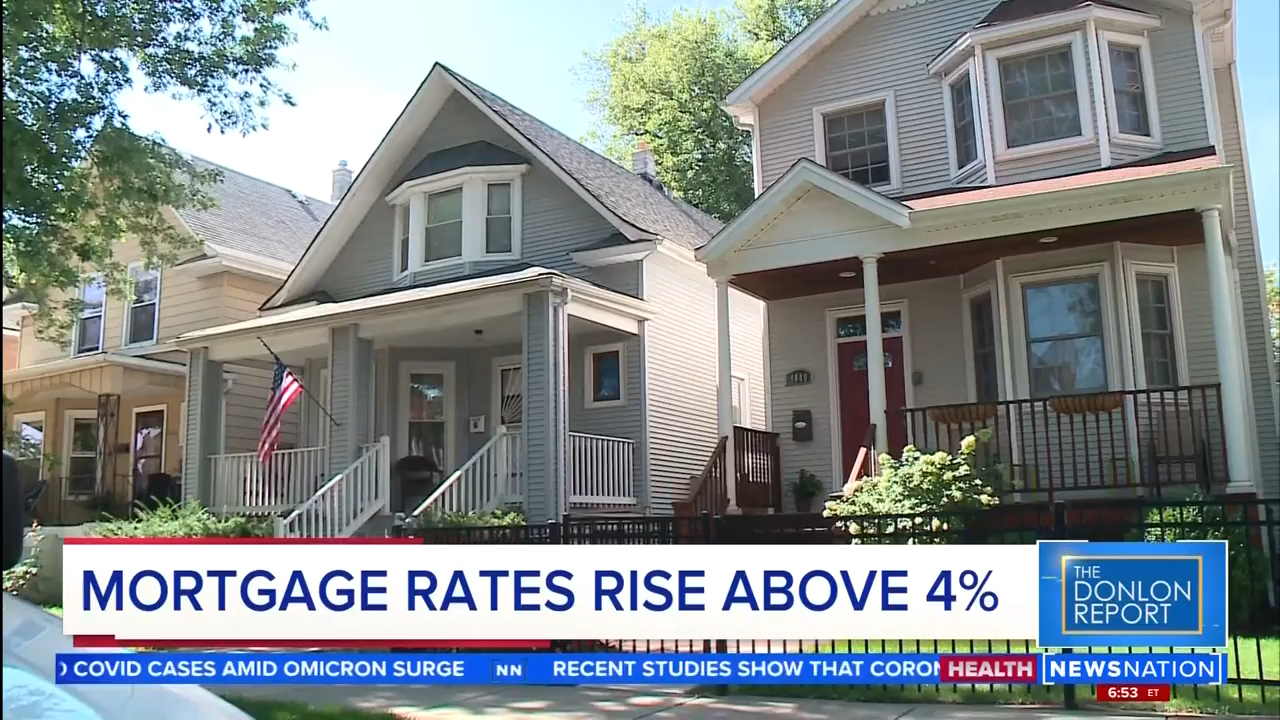 MORTGAGE RATES RISE ABOVE 4%
THE
DONLON
REPORT
COVID CASES AMID OMICRON SURGE NN RECENT STUDIES SHOW THAT HEALTH NEWSNATION
6:53 ET